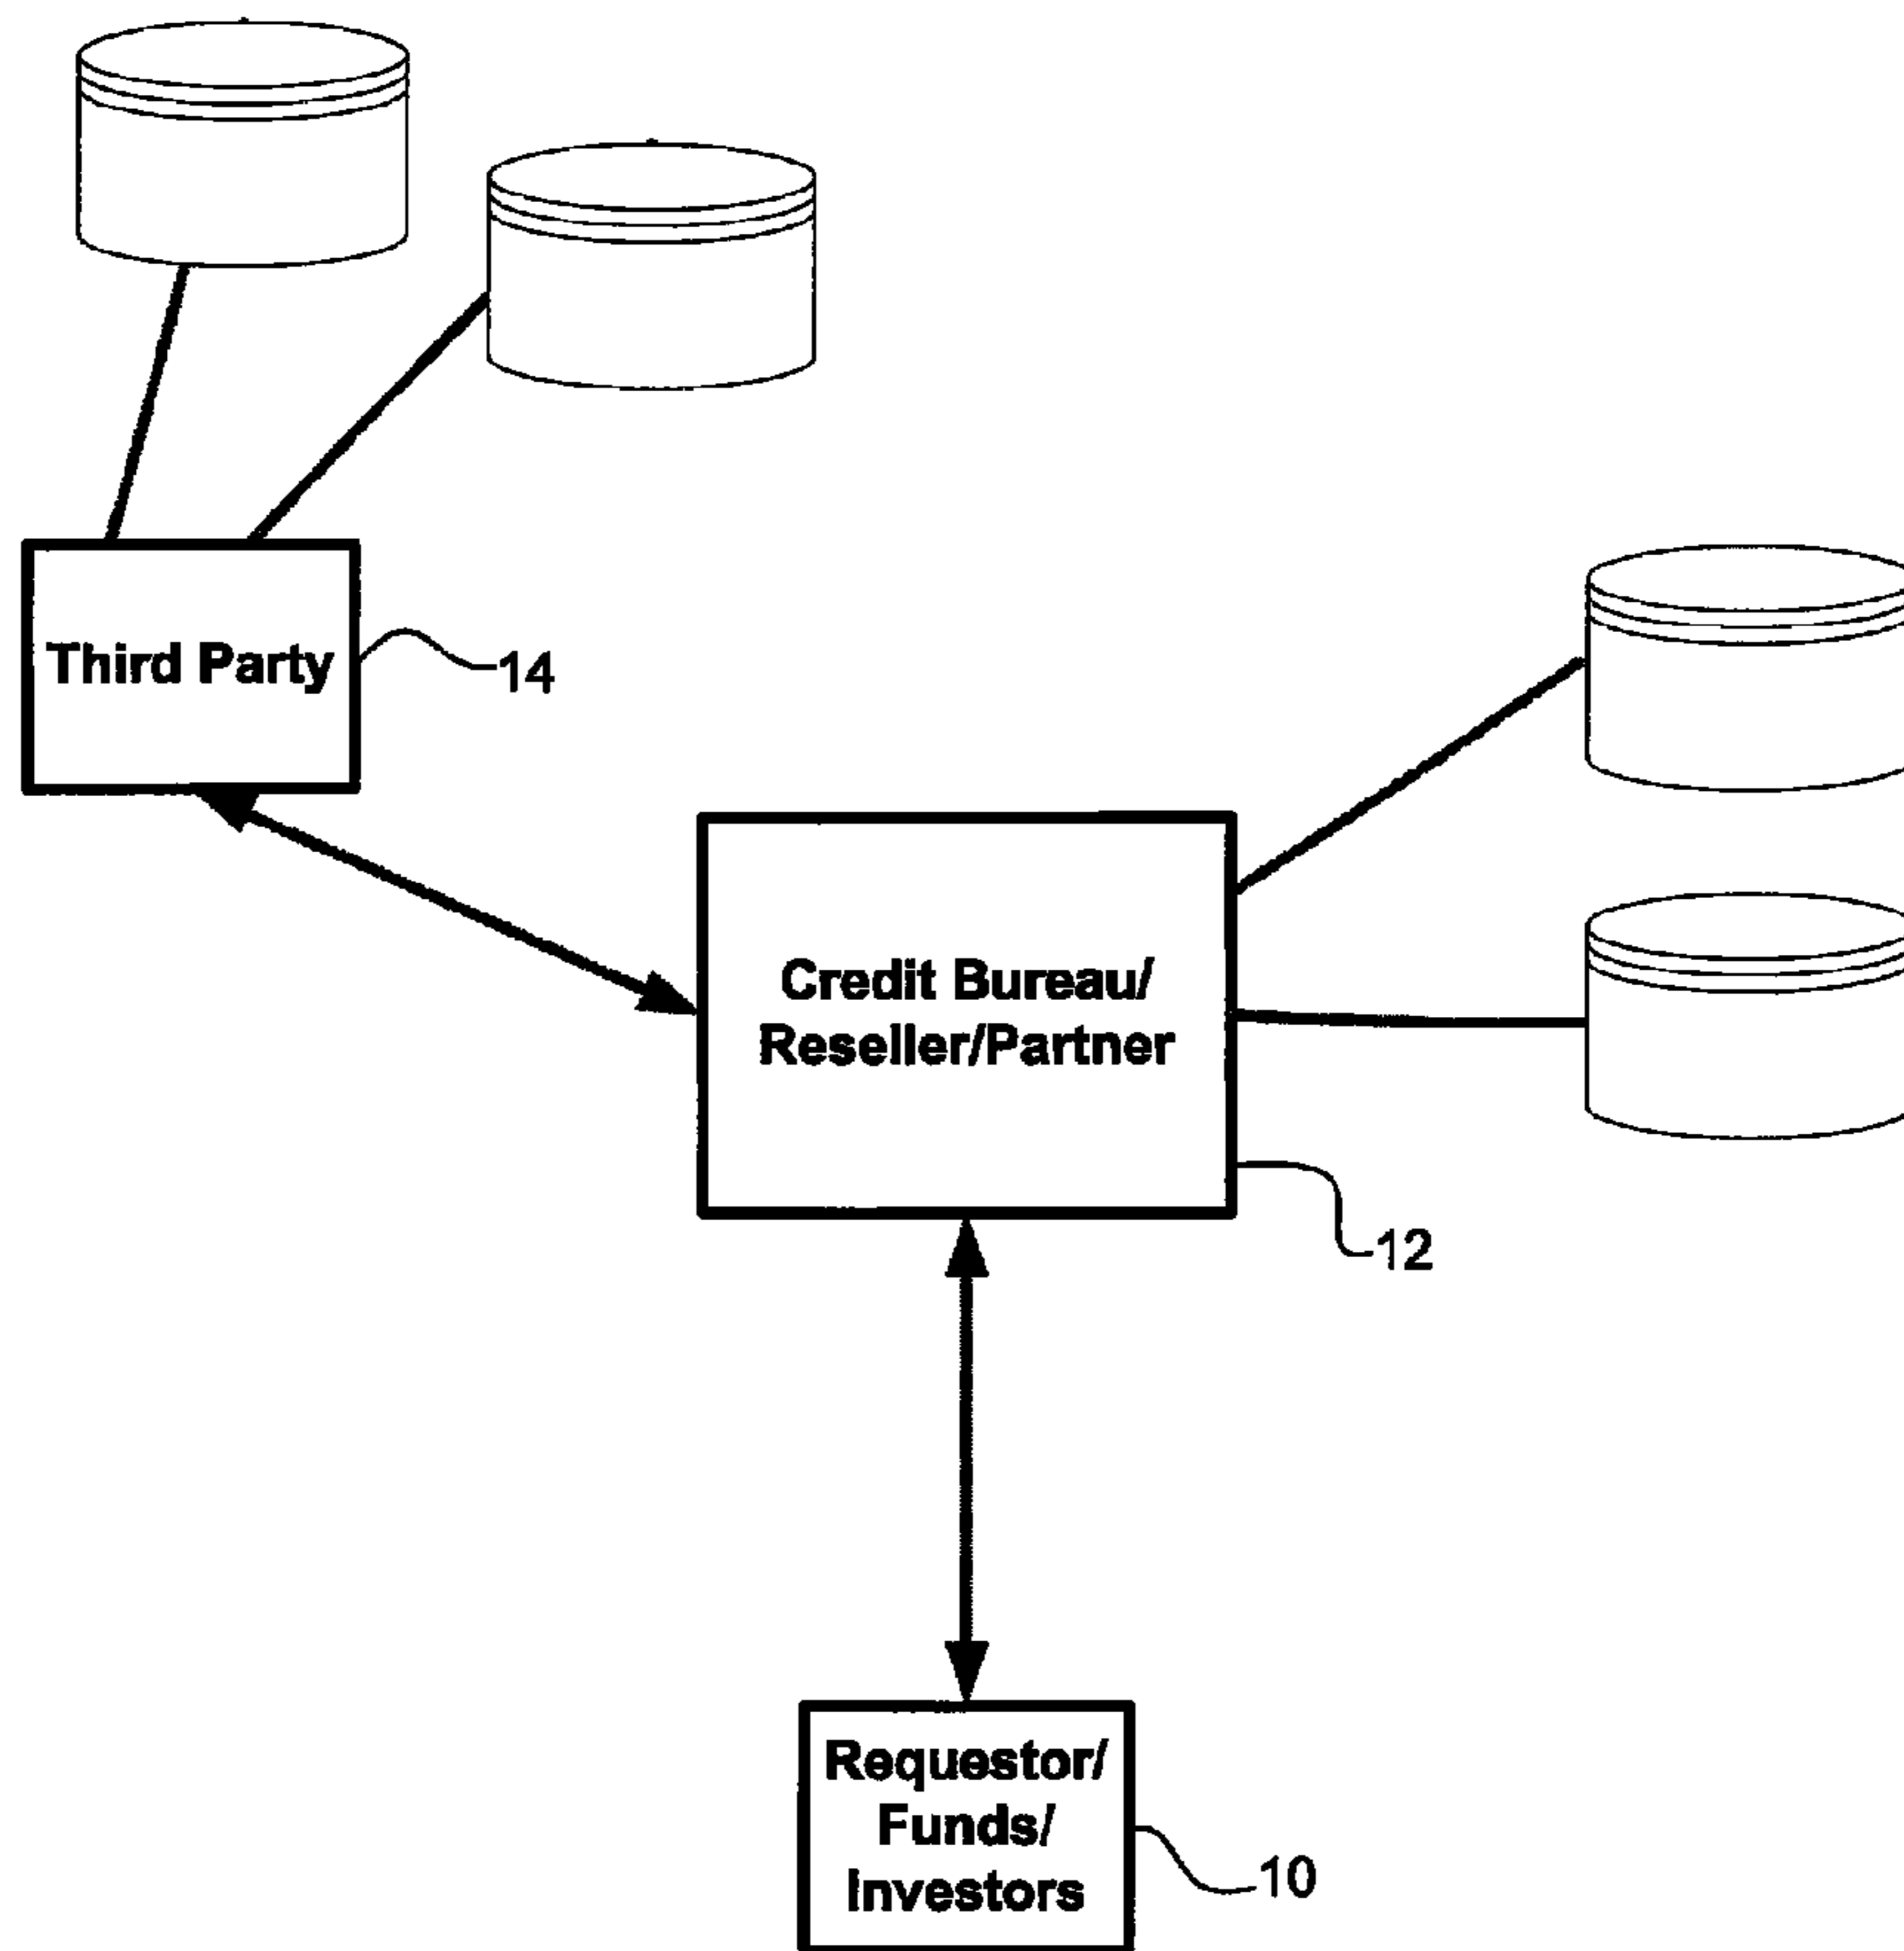 Third Party
14
Credit Bureau/
Reseller/Partner
12
Requestor/
Funds/
Investors
10